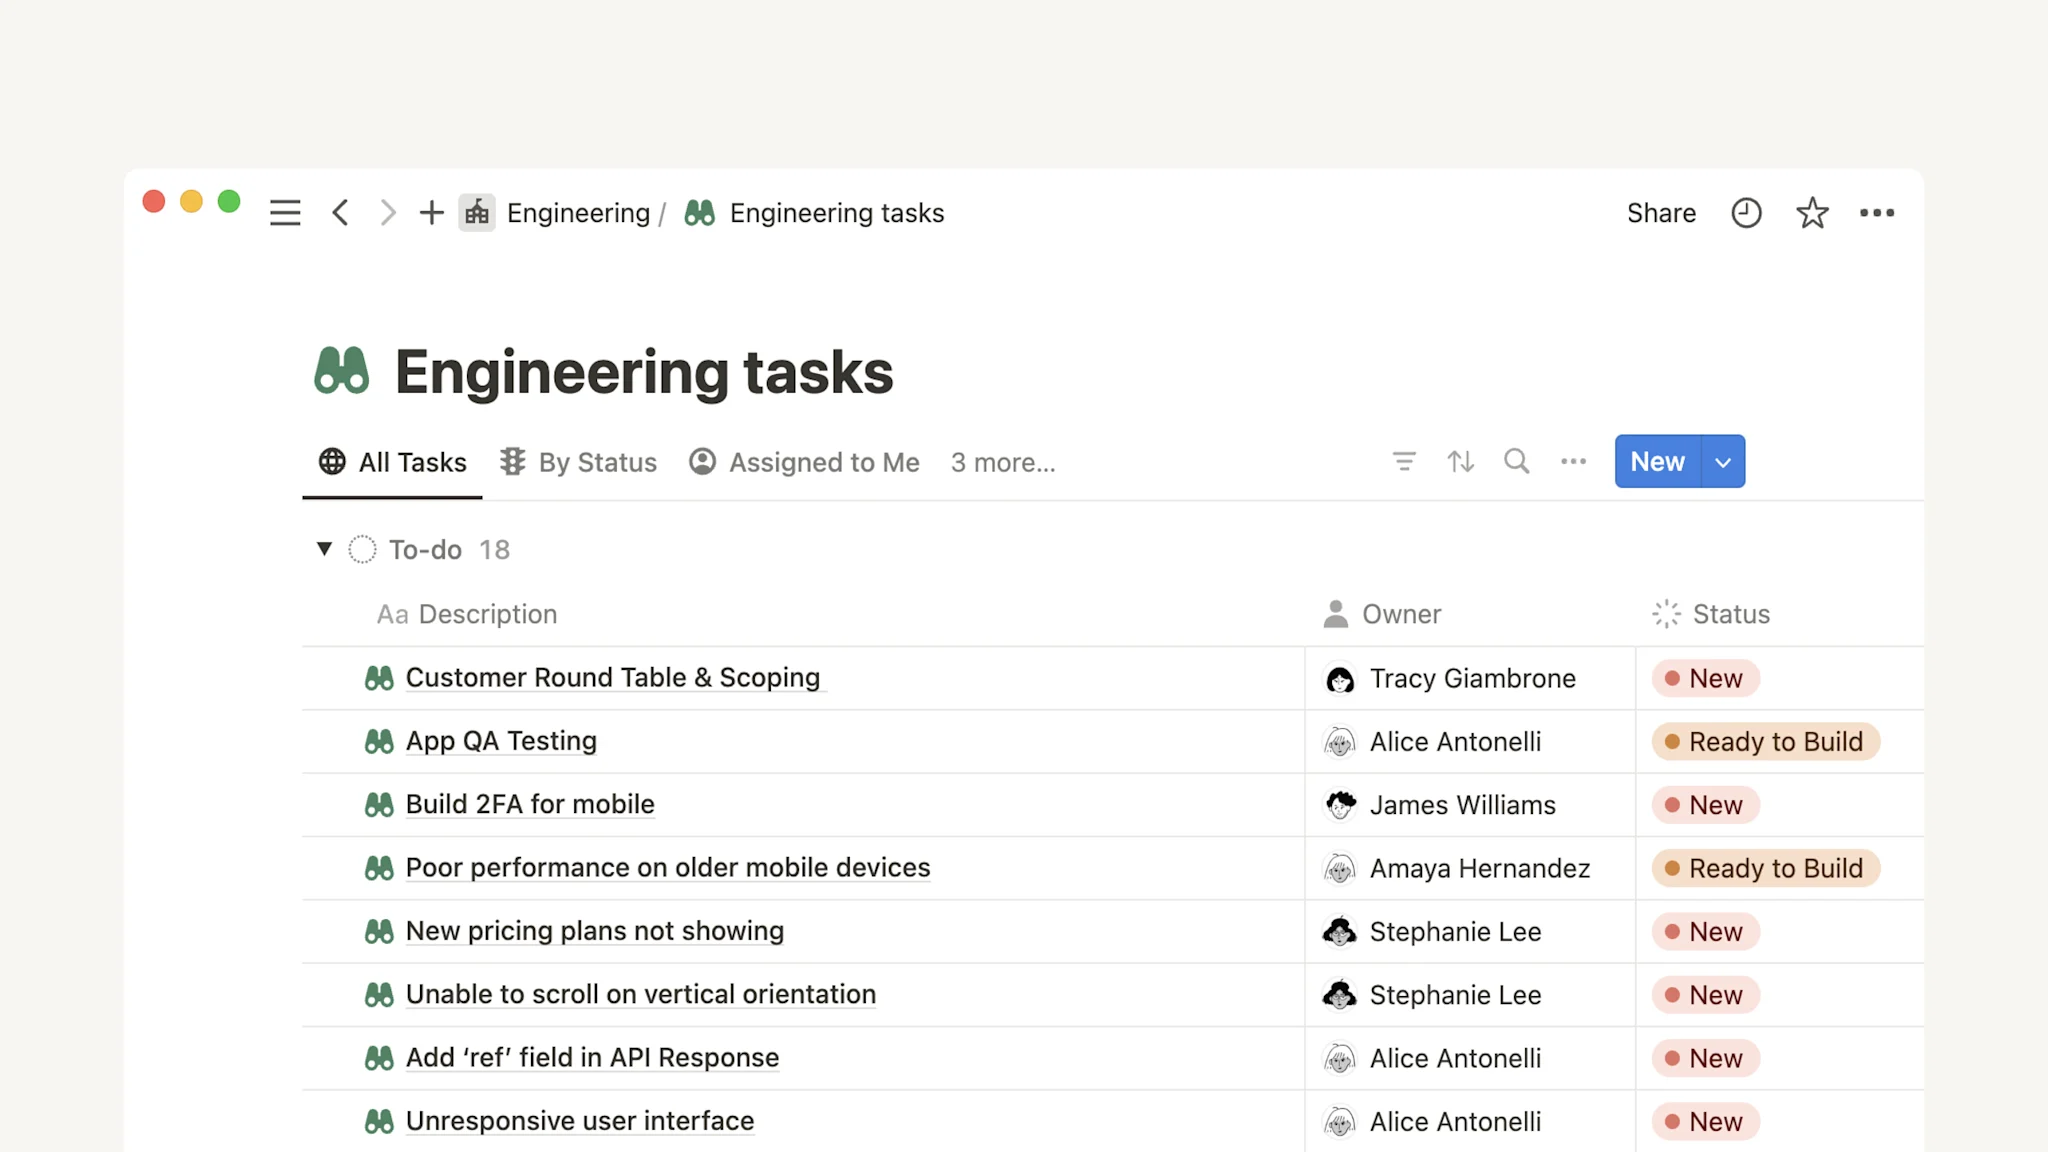 Engineering / Engineering tasks Share
Engineering tasks
All Tasks By Status Assigned to Me 3 more... New
To-do 18
Aa Description Owner Status
Customer Round Table & Scoping Tracy Giambrone New
App QA Testing Alice Antonelli Ready to Build
Build 2FA for mobile James Williams New
Poor performance on older mobile devices Amaya Hernandez Ready to Build
New pricing plans not showing Stephanie Lee New
Unable to scroll on vertical orientation Stephanie Lee New
Add ‘ref’ field in API Response Alice Antonelli New
Unresponsive user interface Alice Antonelli New